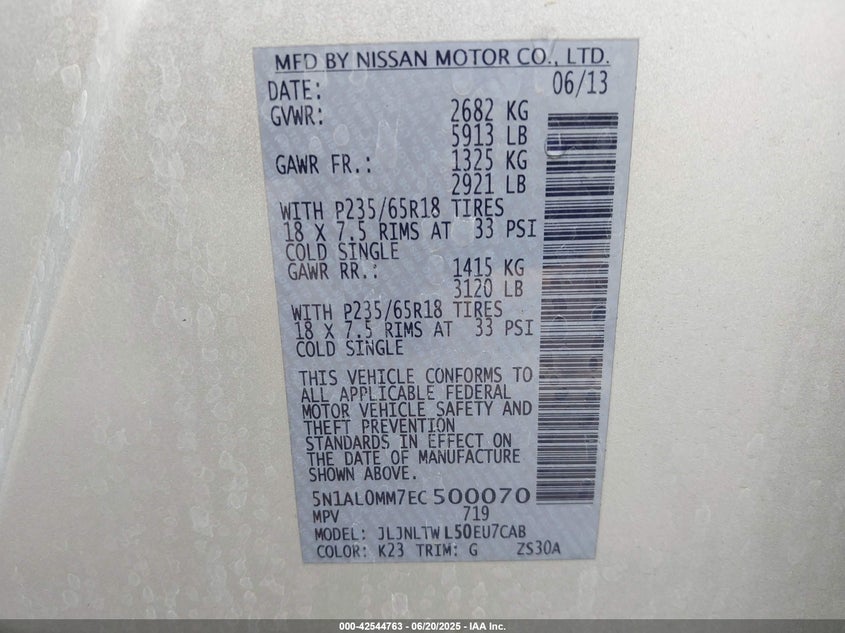 MFD BY NISSAN MOTOR CO., LTD.
DATE: 06/13
GVWR: 2682 KG
5913 LB
GAWR FR.: 1325 KG
2921 LB
WITH P235/65R18 TIRES
18 X 7.5 RIMS AT 33 PSI
COLD SINGLE
GAWR RR.: 1415 KG
3120 LB
WITH P235/65R18 TIRES
18 X 7.5 RIMS AT 33 PSI
COLD SINGLE
THIS VEHICLE CONFORMS TO
ALL APPLICABLE FEDERAL
MOTOR VEHICLE SAFETY AND
THEFT PREVENTION
STANDARDS IN EFFECT ON
THE DATE OF MANUFACTURE
SHOWN ABOVE.
5N1AL0MM7EC500070
MPV 719
MODEL: JLJNLTWL50EU7CAB
COLOR: K23 TRIM: G ZS30A
000-42544763 - 06/20/2025 - IAA Inc.